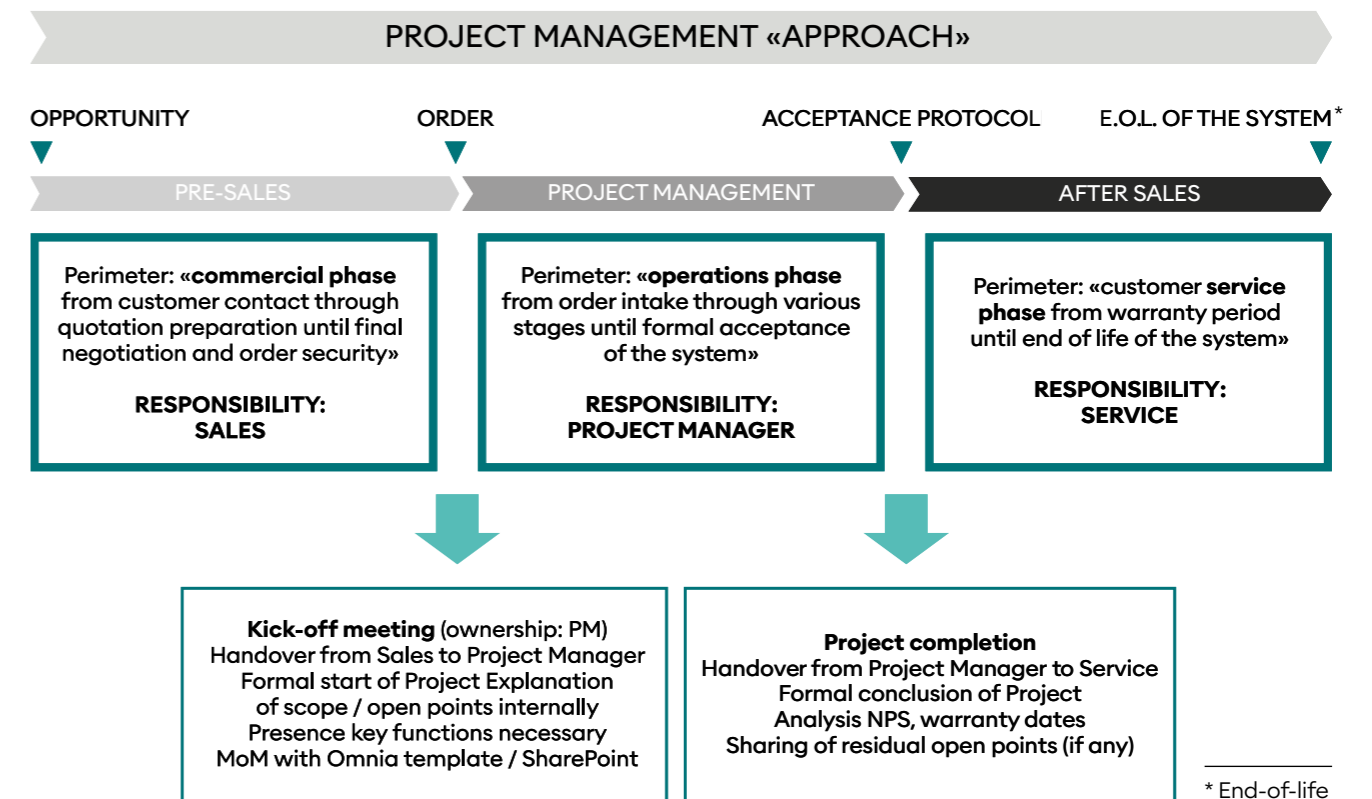 PROJECT MANAGEMENT «APPROACH»
OPPORTUNITY
ORDER
ACCEPTANCE PROTOCOL
E.O.L. OF THE SYSTEM*
PRE-SALES
PROJECT MANAGEMENT
AFTER SALES
Perimeter: «commercial phase
from customer contact through
quotation preparation until final
negotiation and order security»
RESPONSIBILITY:
SALES
Perimeter: «operations phase
from order intake through various
stages until formal acceptance
of the system»
RESPONSIBILITY:
PROJECT MANAGER
Perimeter: «customer service
phase from warranty period
until end of life of the system»
RESPONSIBILITY:
SERVICE
Kick-off meeting (ownership: PM)
Handover from Sales to Project Manager
Formal start of Project Explanation
of scope / open points internally
Presence key functions necessary
MoM with Omnia template / SharePoint
Project completion
Handover from Project Manager to Service
Formal conclusion of Project
Analysis NPS, warranty dates
Sharing of residual open points (if any)
* End-of-life